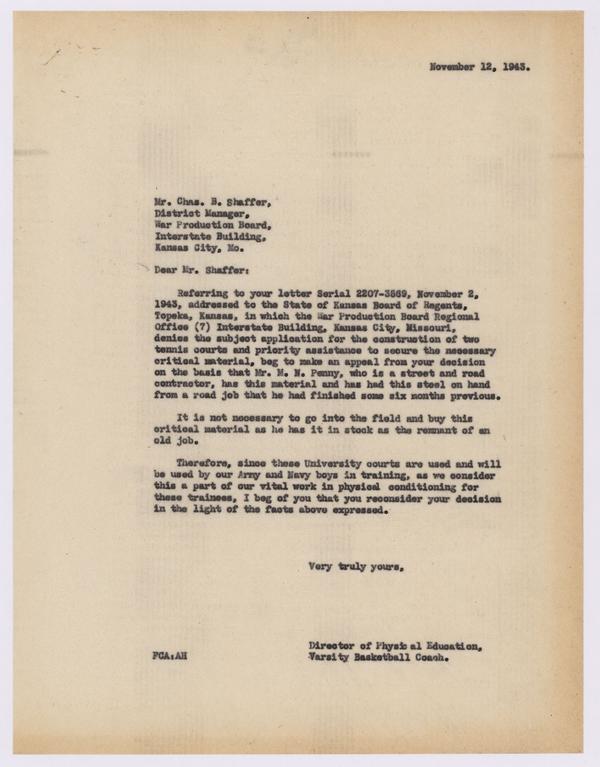 November 12, 1943.
Mr. Chas. B. Shaffer,
District Manager,
War Production Board,
Interstate Building,
Kansas City, Mo.
Dear Mr. Shaffer:
Referring to your letter Serial 2207-3569, November 2,
1943, addressed to the State of Kansas Board of Regents,
Topeka, Kansas, in which the War Production Board Regional
Office (7) Interstate Building, Kansas City, Missouri,
denies the subject application for the construction of two
tennis courts and priority assistance to secure the necessary
critical material, beg to make an appeal from your decision
on the basis that Mr. M. N. Penny, who is a street and road
contractor, has this material and has had this steel on hand
from a road job that he had finished some six months previous.
It is not necessary to go into the field and buy this
critical material as he has it in stock as the remnant of an
old job.
Therefore, since these University courts are used and will
be used by our Army and Navy boys in training, as we consider
this a part of our vital work in physical conditioning for
these trainees, I beg of you that you reconsider your decision
in the light of the facts above expressed.
Very truly yours,
Director of Physical Education,
FCA:AH Varsity Basketball Coach.